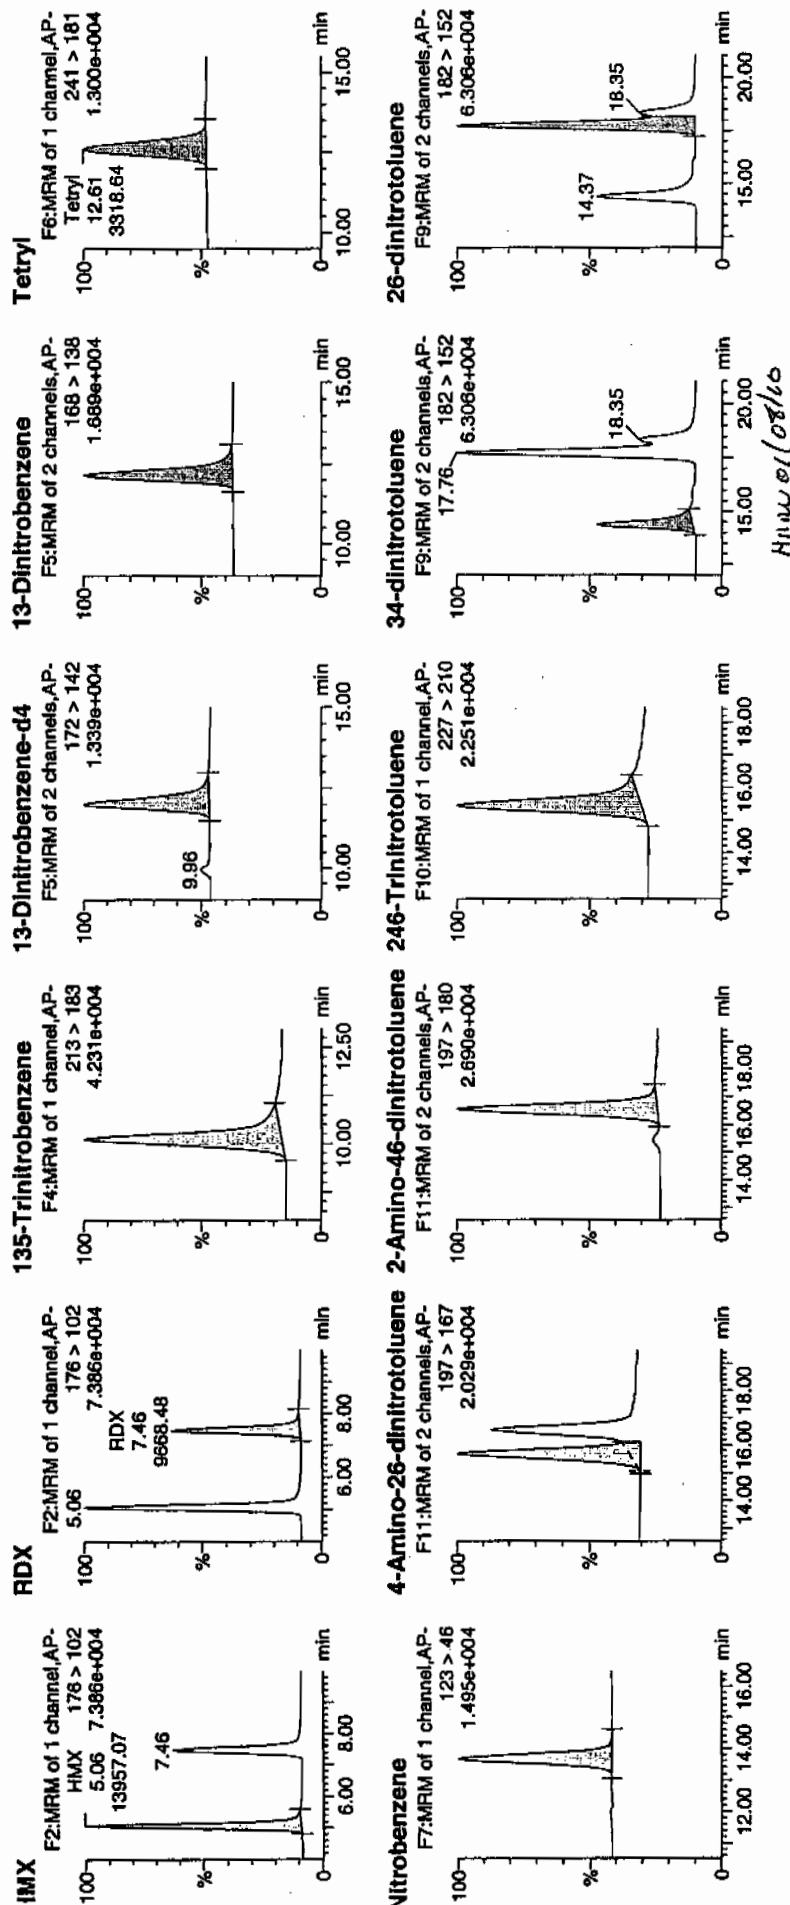 HMX
F2:MRM of 1 channel,AP-
HMX 176 > 102
5.06 7.386e+004
13957.07
7.46
100
%
0
6.00 8.00 min
RDX
F2:MRM of 1 channel,AP-
176 > 102
7.386e+004
5.06
RDX
7.46
9668.48
100
%
0
6.00 8.00 min
135-Trinitrobenzene
F4:MRM of 1 channel,AP-
213 > 183
4.231e+004
100
%
0
10.00 12.50 min
13-Dinitrobenzene-d4
F5:MRM of 2 channels,AP-
172 > 142
1.339e+004
9.96
100
%
0
10.00 15.00 min
13-Dinitrobenzene
F5:MRM of 2 channels,AP-
168 > 138
1.689e+004
100
%
0
10.00 15.00 min
Tetryl
F6:MRM of 1 channel,AP-
Tetryl 241 > 181
12.61 1.300e+004
3318.64
100
%
0
10.00 15.00 min
Nitrobenzene
F7:MRM of 1 channel,AP-
123 > 46
1.495e+004
100
%
0
12.00 14.00 16.00 min
4-Amino-26-dinitrotoluene
F11:MRM of 2 channels,AP-
197 > 167
2.029e+004
100
%
0
14.00 16.00 18.00 min
2-Amino-46-dinitrotoluene
F11:MRM of 2 channels,AP-
197 > 180
2.690e+004
100
%
0
14.00 16.00 18.00 min
246-Trinitrotoluene
F10:MRM of 1 channel,AP-
227 > 210
2.251e+004
100
%
0
14.00 16.00 18.00 min
34-dinitrotoluene
F9:MRM of 2 channels,AP-
182 > 152
17.76 6.306e+004
18.35
100
%
0
15.00 20.00 min
26-dinitrotoluene
F9:MRM of 2 channels,AP-
182 > 152
6.306e+004
14.37
18.35
100
%
0
15.00 20.00 min